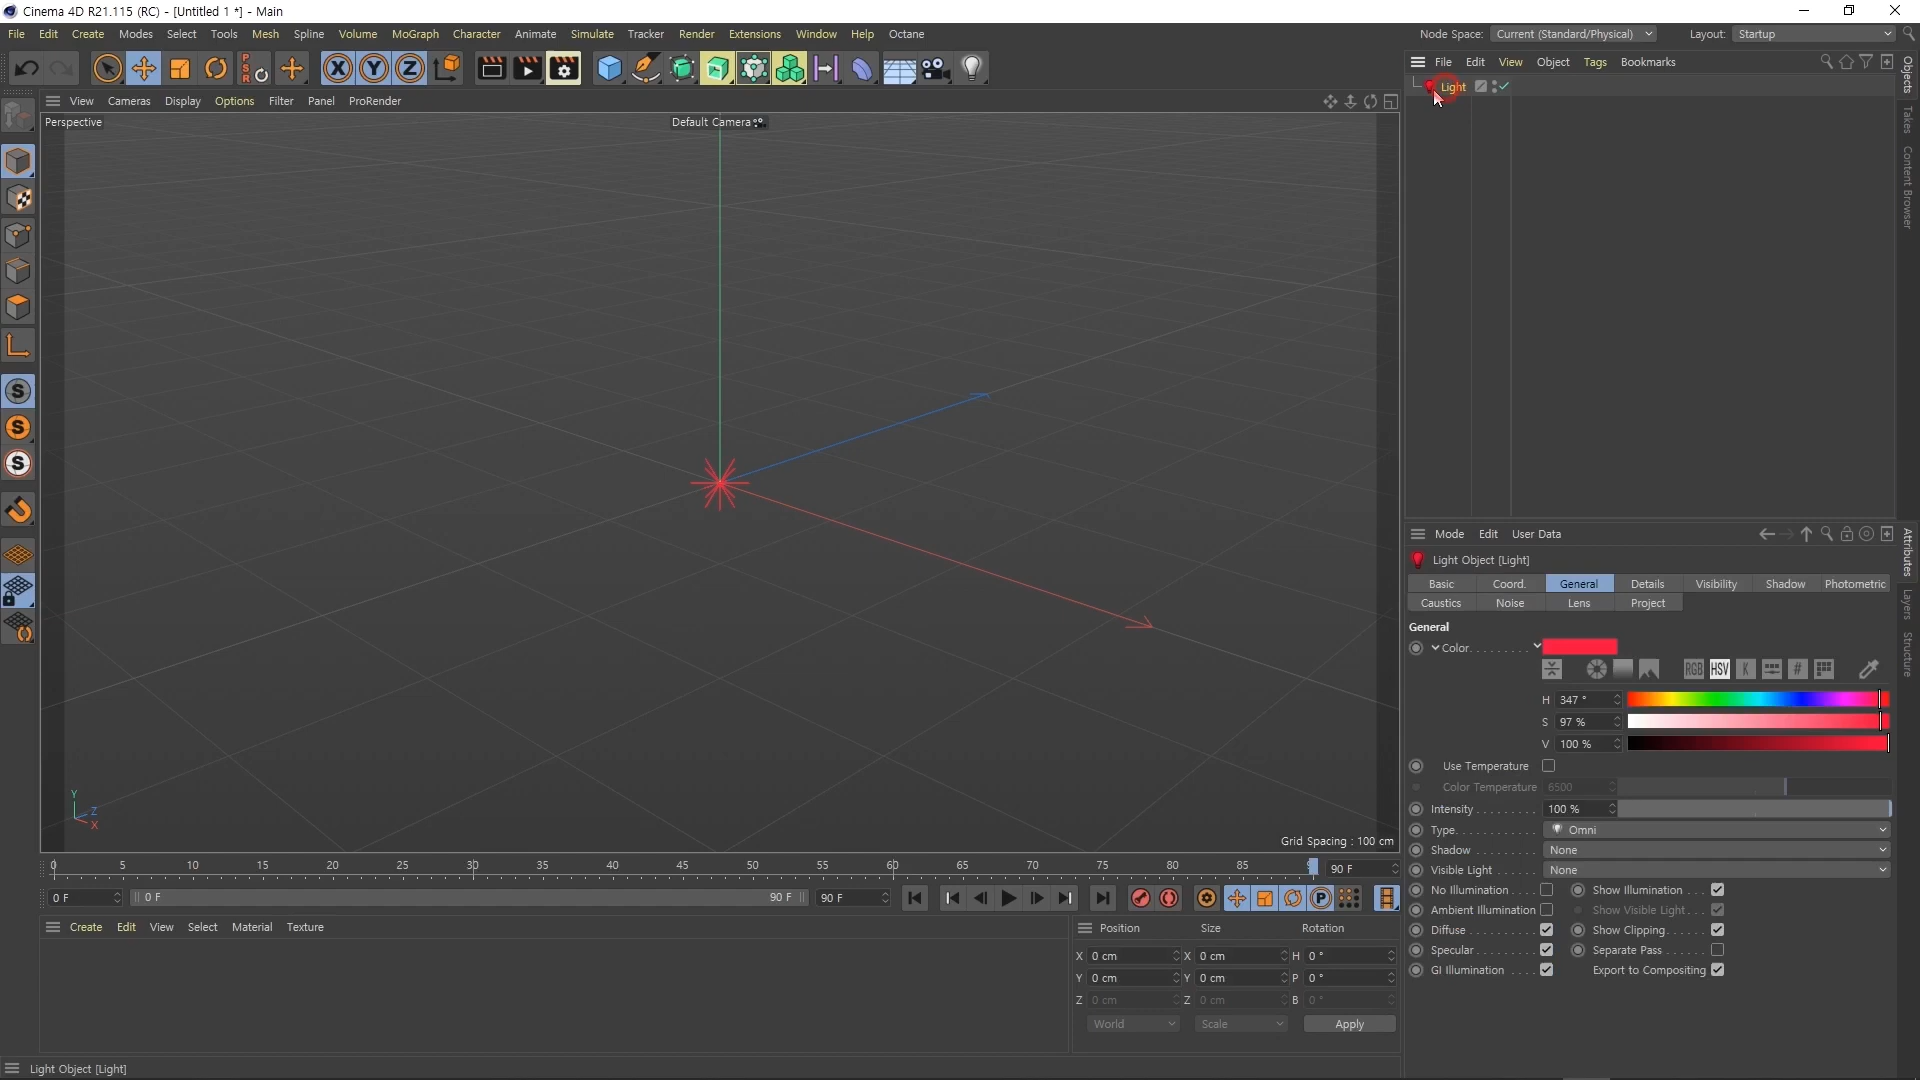 Cinema 4D R21.115 (RC) - [Untitled 1 *] - Main
File Edit Create Modes Select Tools Mesh Spline Volume MoGraph Character Animate Simulate Tracker Render Extensions Window Help Octane
Node Space: Current (Standard/Physical) Layout: Startup
File Edit View Object Tags Bookmarks
Light
View Cameras Display Options Filter Panel ProRender
Perspective
Default Camera
Y
Z
X
Grid Spacing : 100 cm
Objects
Takes
Content Browser
Mode Edit User Data
Light Object [Light]
Basic Coord. General Details Visibility Shadow Photometric
Caustics Noise Lens Project
General
Color
RGB HSV K #
H 347 °
S 97 %
V 100 %
Use Temperature
Color Temperature 6500
Intensity 100 %
Type Omni
Shadow None
Visible Light None
No Illumination Show Illumination
Ambient Illumination Show Visible Light
Diffuse Show Clipping
Specular Separate Pass
GI Illumination Export to Compositing
Attributes
Layers
Structure
0 5 10 15 20 25 30 35 40 45 50 55 60 65 70 75 80 85 90 F
0 F 0 F 90 F 90 F
Create Edit View Select Material Texture
Position Size Rotation
X 0 cm X 0 cm H 0 °
Y 0 cm Y 0 cm P 0 °
Z 0 cm Z 0 cm B 0 °
World Scale Apply
Light Object [Light]